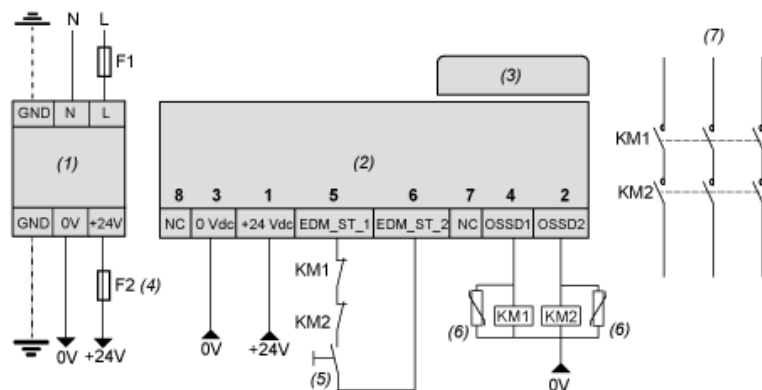 N L
F1
GND N L
(1)
GND 0V +24V
F2 (4)
0V +24V
(3)
(2)
8 3 1 5 6 7 4 2
NC 0 Vdc +24 Vdc EDM_ST_1 EDM_ST_2 NC OSSD1 OSSD2
KM1
KM2
(5)
0V +24V
KM1 KM2
(6) (6)
0V
(7)
KM1
KM2